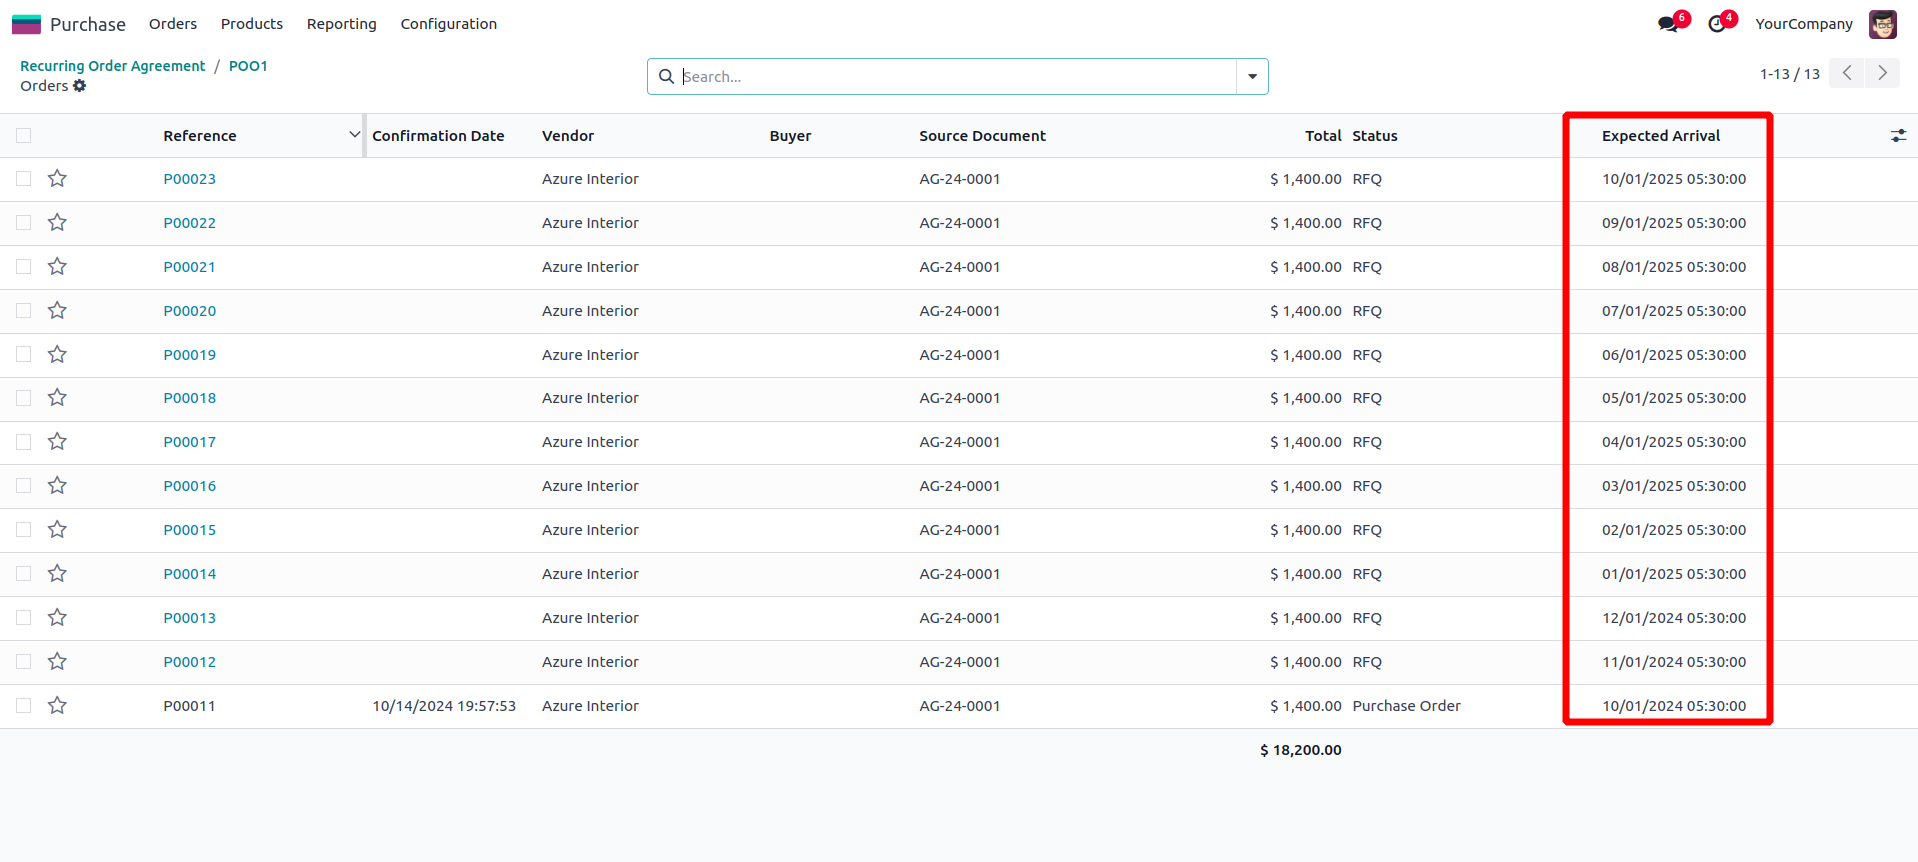 Purchase Orders Products Reporting Configuration 6 4 YourCompany
Recurring Order Agreement / POO1
Orders
Search...
1-13 / 13
Reference Confirmation Date Vendor Buyer Source Document Total Status Expected Arrival
P00023 Azure Interior AG-24-0001 $ 1,400.00 RFQ 10/01/2025 05:30:00
P00022 Azure Interior AG-24-0001 $ 1,400.00 RFQ 09/01/2025 05:30:00
P00021 Azure Interior AG-24-0001 $ 1,400.00 RFQ 08/01/2025 05:30:00
P00020 Azure Interior AG-24-0001 $ 1,400.00 RFQ 07/01/2025 05:30:00
P00019 Azure Interior AG-24-0001 $ 1,400.00 RFQ 06/01/2025 05:30:00
P00018 Azure Interior AG-24-0001 $ 1,400.00 RFQ 05/01/2025 05:30:00
P00017 Azure Interior AG-24-0001 $ 1,400.00 RFQ 04/01/2025 05:30:00
P00016 Azure Interior AG-24-0001 $ 1,400.00 RFQ 03/01/2025 05:30:00
P00015 Azure Interior AG-24-0001 $ 1,400.00 RFQ 02/01/2025 05:30:00
P00014 Azure Interior AG-24-0001 $ 1,400.00 RFQ 01/01/2025 05:30:00
P00013 Azure Interior AG-24-0001 $ 1,400.00 RFQ 12/01/2024 05:30:00
P00012 Azure Interior AG-24-0001 $ 1,400.00 RFQ 11/01/2024 05:30:00
P00011 10/14/2024 19:57:53 Azure Interior AG-24-0001 $ 1,400.00 Purchase Order 10/01/2024 05:30:00
$ 18,200.00